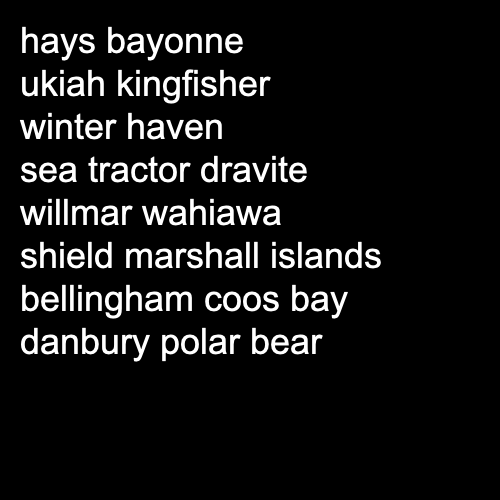 hays bayonne
ukiah kingfisher
winter haven
sea tractor dravite
willmar wahiawa
shield marshall islands
bellingham coos bay
danbury polar bear